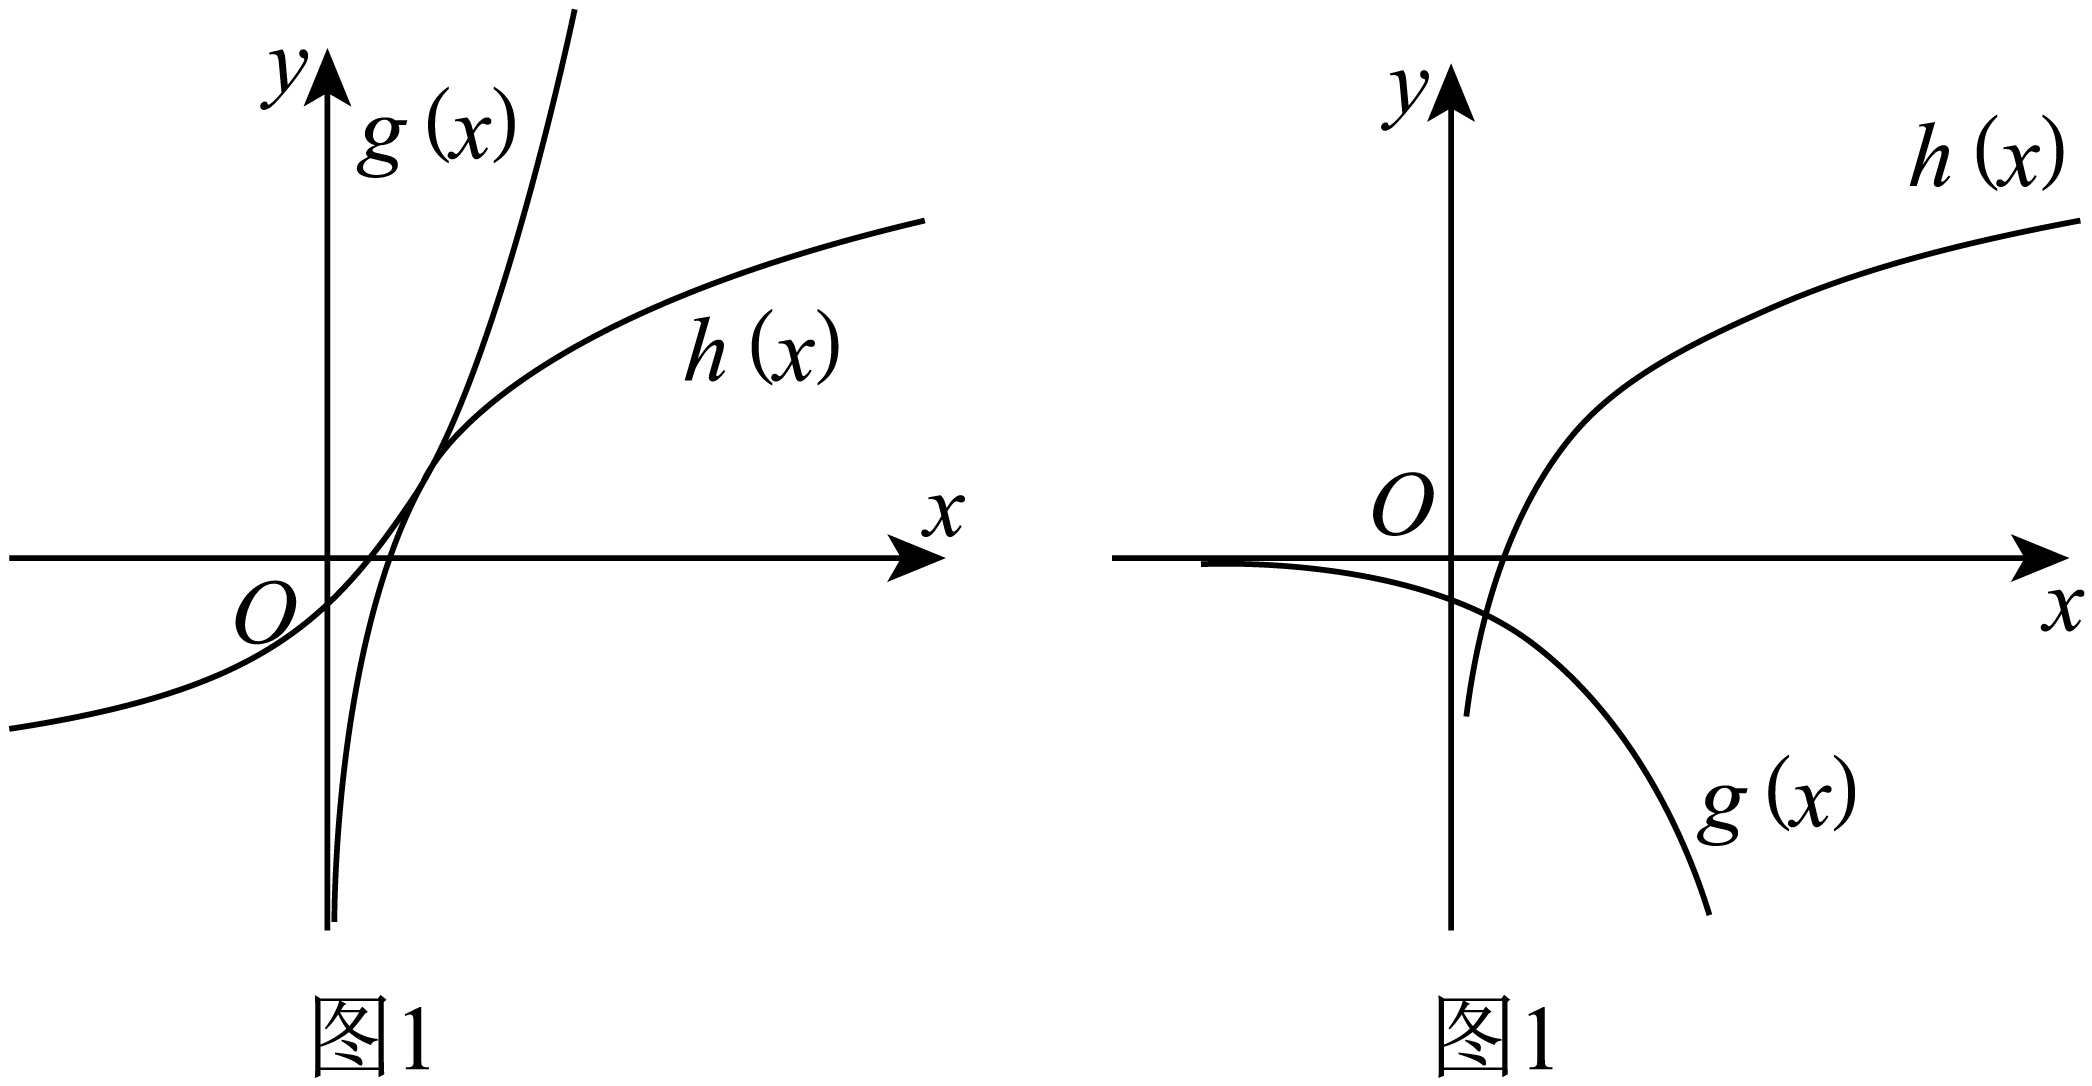 y
g (x)
h (x)
x
O
图1
y
h (x)
O
x
g (x)
图1